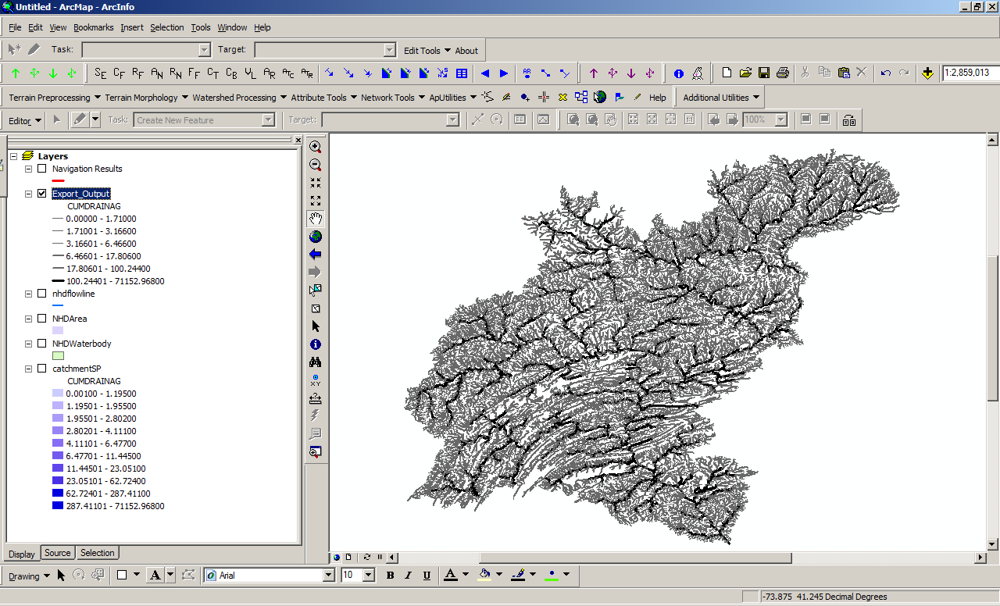 Untitled - ArcMap - ArcInfo
File Edit View Bookmarks Insert Selection Tools Window Help
Task: Target: Edit Tools About
SE CF RF AN RN FF CT CB VL AR ATC ATR AB 1:2,859,013
Terrain Preprocessing Terrain Morphology Watershed Processing Attribute Tools Network Tools ApUtilities Help Additional Utilities
Editor Task: Create New Feature Target: 100%
Layers
Navigation Results
Export_Output
CUMDRAINAG
0.00000 - 1.71000
1.71001 - 3.16600
3.16601 - 6.46600
6.46601 - 17.80600
17.80601 - 100.24400
100.24401 - 71152.96800
nhdflowline
NHDArea
NHDWaterbody
catchmentSP
CUMDRAINAG
0.00100 - 1.19500
1.19501 - 1.95500
1.95501 - 2.80200
2.80201 - 4.11100
4.11101 - 6.47700
6.47701 - 11.44500
11.44501 - 23.05100
23.05101 - 62.72400
62.72401 - 287.41100
287.41101 - 71152.96800
XY
Display Source Selection
Drawing A Arial 10 B I U A
-73.875 41.245 Decimal Degrees